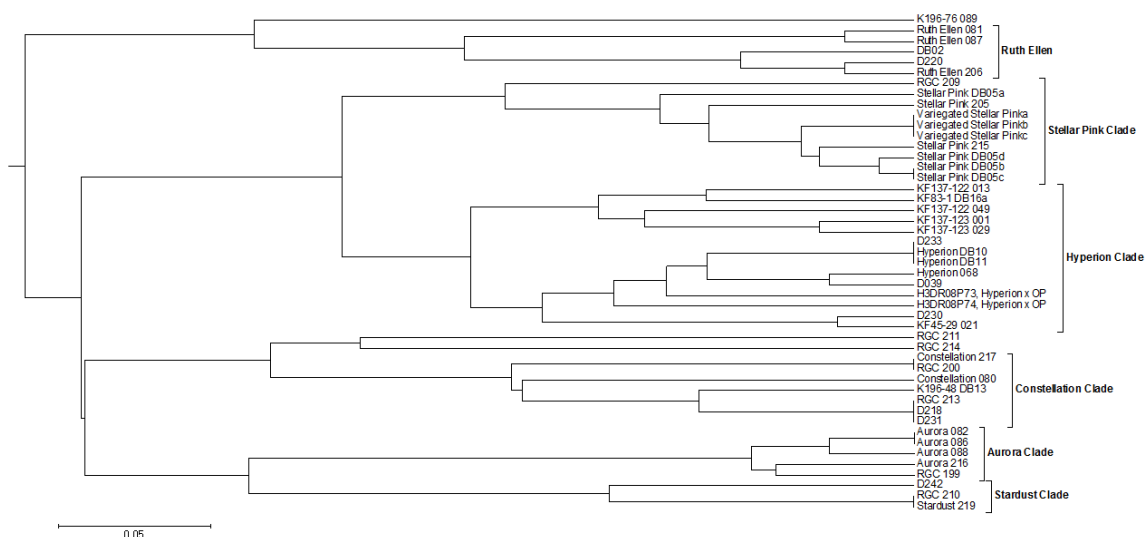 K196-76 089
Ruth Ellen 081
Ruth Ellen 087
DB02
D220
Ruth Ellen 206
Ruth Ellen
RGC 209
Stellar Pink DB05a
Stellar Pink 205
Variegated Stellar Pinka
Variegated Stellar Pinkb
Variegated Stellar Pinkc
Stellar Pink 215
Stellar Pink DB05d
Stellar Pink DB05b
Stellar Pink DB05c
Stellar Pink Clade
KF137-122 013
KF83-1 DB16a
KF137-122 049
KF137-123 001
KF137-123 029
D233
Hyperion DB10
Hyperion DB11
Hyperion 068
D039
H3DR08P73, Hyperion x OP
H3DR08P74, Hyperion x OP
D230
KF45-29 021
Hyperion Clade
RGC 211
RGC 214
Constellation 217
RGC 200
Constellation 080
K196-48 DB13
RGC 213
D218
D231
Constellation Clade
Aurora 082
Aurora 086
Aurora 088
Aurora 216
RGC 199
Aurora Clade
D242
RGC 210
Stardust 219
Stardust Clade
0.05